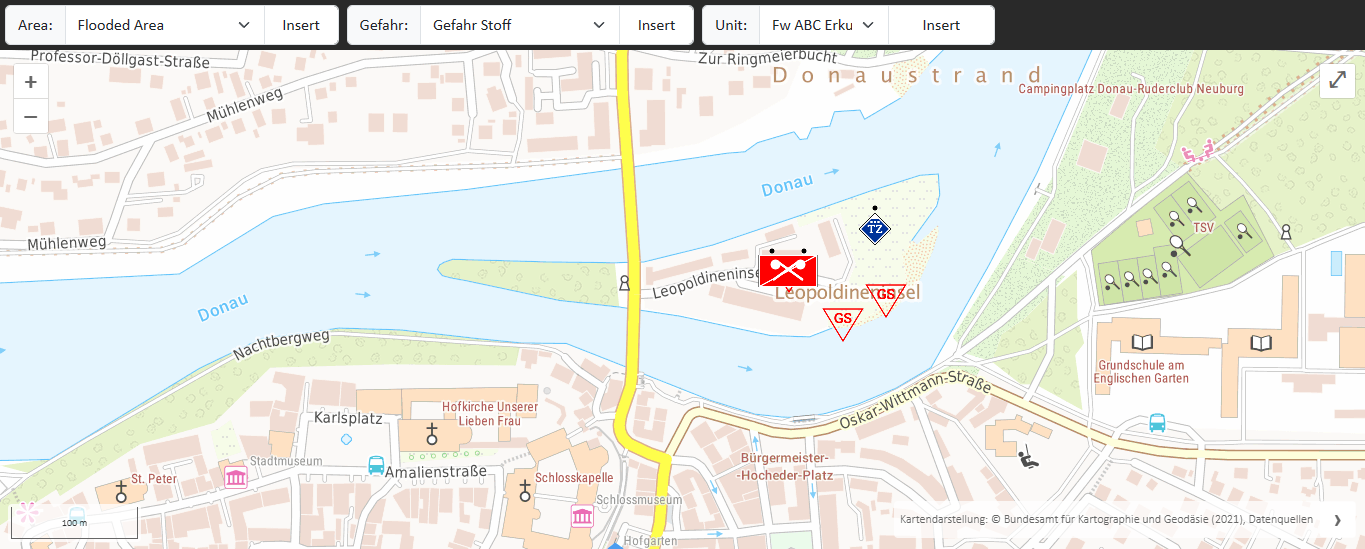 Area: Flooded Area Insert Gefahr: Gefahr Stoff Insert Unit: Fw ABC Erku Insert
Professor-Döllgast-Straße
Zur Ringmeierbucht
Donaustrand
+
−
Mühlenweg
Campingplatz Donau-Ruderclub Neuburg
Donau
TZ
TSV
Mühlenweg
Leopoldineninsel
Leopoldineninsel
GS
GS
Donau
Nachtbergweg
Grundschule am
Englischen Garten
Oskar-Wittmann-Straße
Hofkirche Unserer
Lieben Frau
Karlsplatz
Bürgermeister-
-Hocheder-Platz
Stadtmuseum
Amalienstraße
St. Peter
Schlosskapelle
Schlossmuseum
100 m
Hofgarten
Kartendarstellung: © Bundesamt für Kartographie und Geodäsie (2021), Datenquellen